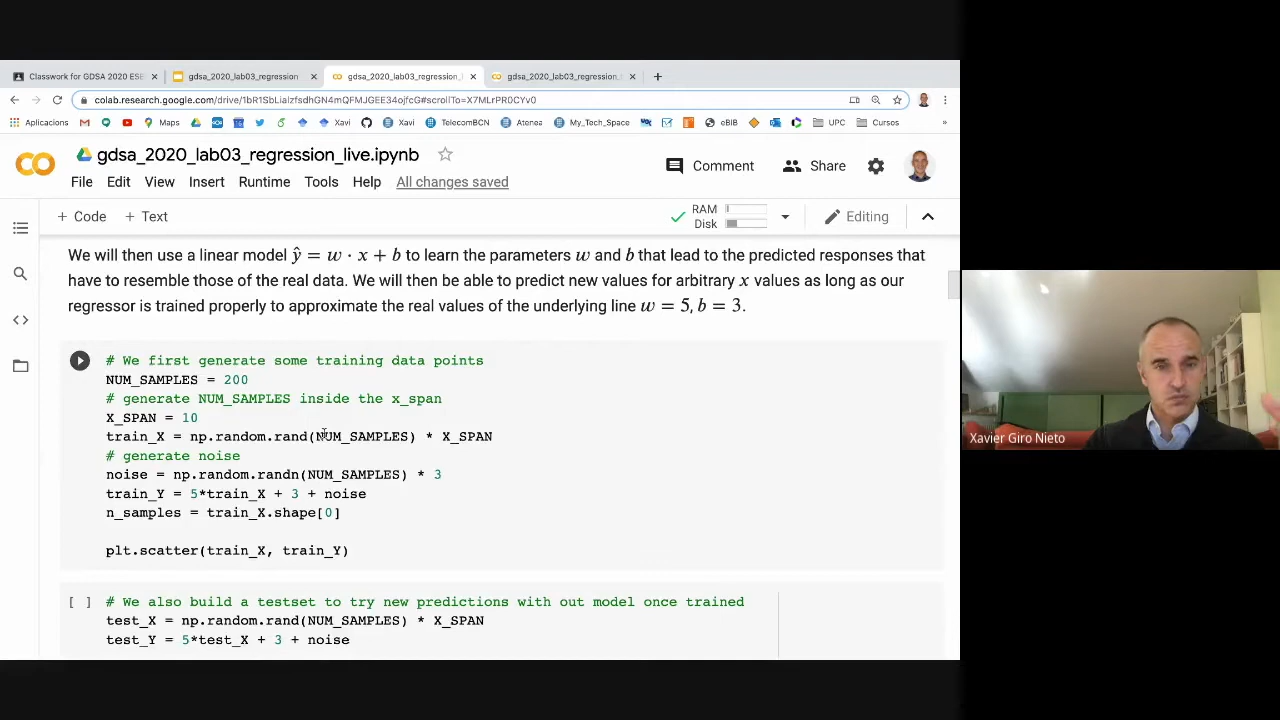 Classwork for GDSA 2020 ESE
gdsa_2020_lab03_regression
gdsa_2020_lab03_regression_l
gdsa_2020_lab03_regression_
colab.research.google.com/drive/1bR1SbLiaIzfsdhGN4mQFMJGEE34ojfcG#scrollTo=X7MLrPR0CYv0
Aplicacions
Maps
Xavi
Xavi
TelecomBCN
Atenea
My_Tech_Space
eBIB
UPC
Cursos
»
CO
gdsa_2020_lab03_regression_live.ipynb
Comment
Share
File Edit View Insert Runtime Tools Help All changes saved
+ Code + Text
RAM
Disk
Editing
We will then use a linear model ŷ = w · x + b to learn the parameters w and b that lead to the predicted responses that
have to resemble those of the real data. We will then be able to predict new values for arbitrary x values as long as our
regressor is trained properly to approximate the real values of the underlying line w = 5, b = 3.
# We first generate some training data points
NUM_SAMPLES = 200
# generate NUM_SAMPLES inside the x_span
X_SPAN = 10
train_X = np.random.rand(NUM_SAMPLES) * X_SPAN
# generate noise
noise = np.random.randn(NUM_SAMPLES) * 3
train_Y = 5*train_X + 3 + noise
n_samples = train_X.shape[0]
plt.scatter(train_X, train_Y)
[ ] # We also build a testset to try new predictions with out model once trained
test_X = np.random.rand(NUM_SAMPLES) * X_SPAN
test_Y = 5*test_X + 3 + noise
Xavier Giro Nieto